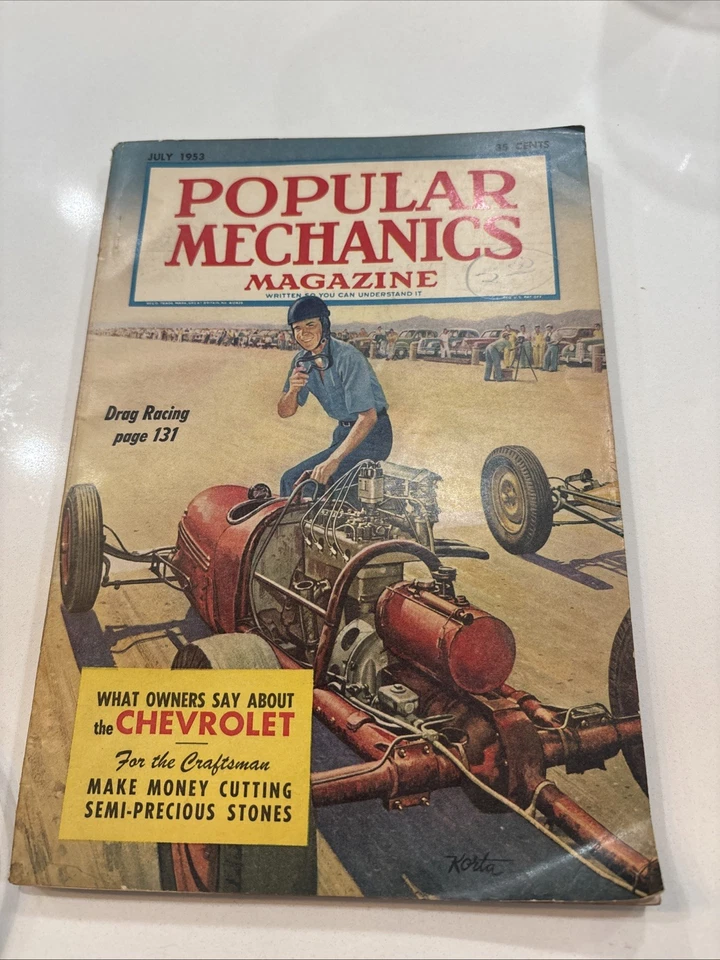 JULY 1953
35 CENTS
POPULAR
MECHANICS
MAGAZINE
WRITTEN SO YOU CAN UNDERSTAND IT
Drag Racing
page 131
WHAT OWNERS SAY ABOUT
the CHEVROLET
For the Craftsman
MAKE MONEY CUTTING
SEMI-PRECIOUS STONES
Korta